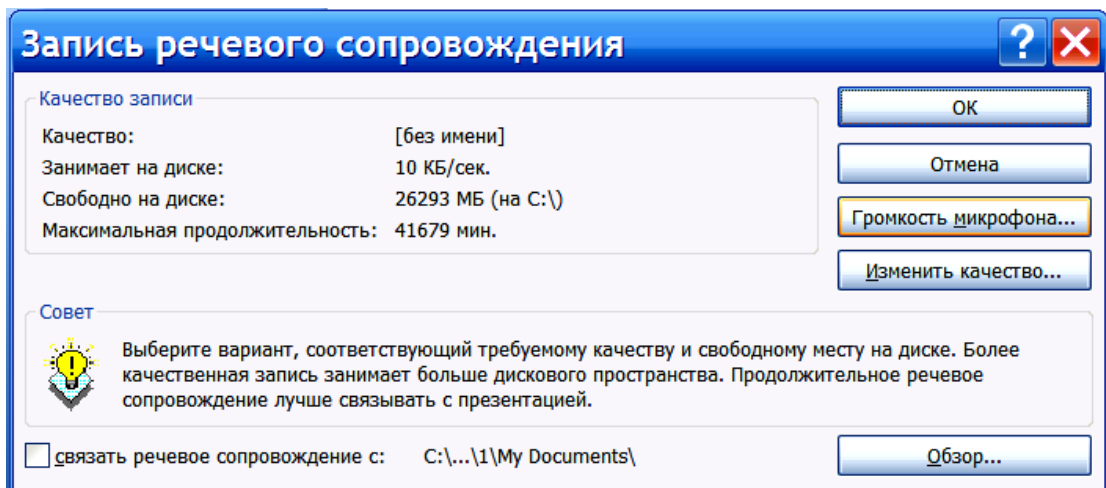 Запись речевого сопровождения
?
Качество записи
Качество: [без имени]
Занимает на диске: 10 КБ/сек.
Свободно на диске: 26293 МБ (на C:\)
Максимальная продолжительность: 41679 мин.
ОК
Отмена
Громкость микрофона...
Изменить качество...
Совет
Выберите вариант, соответствующий требуемому качеству и свободному месту на диске. Более
качественная запись занимает больше дискового пространства. Продолжительное речевое
сопровождение лучше связывать с презентацией.
связать речевое сопровождение с: C:\...\1\My Documents\
Обзор...